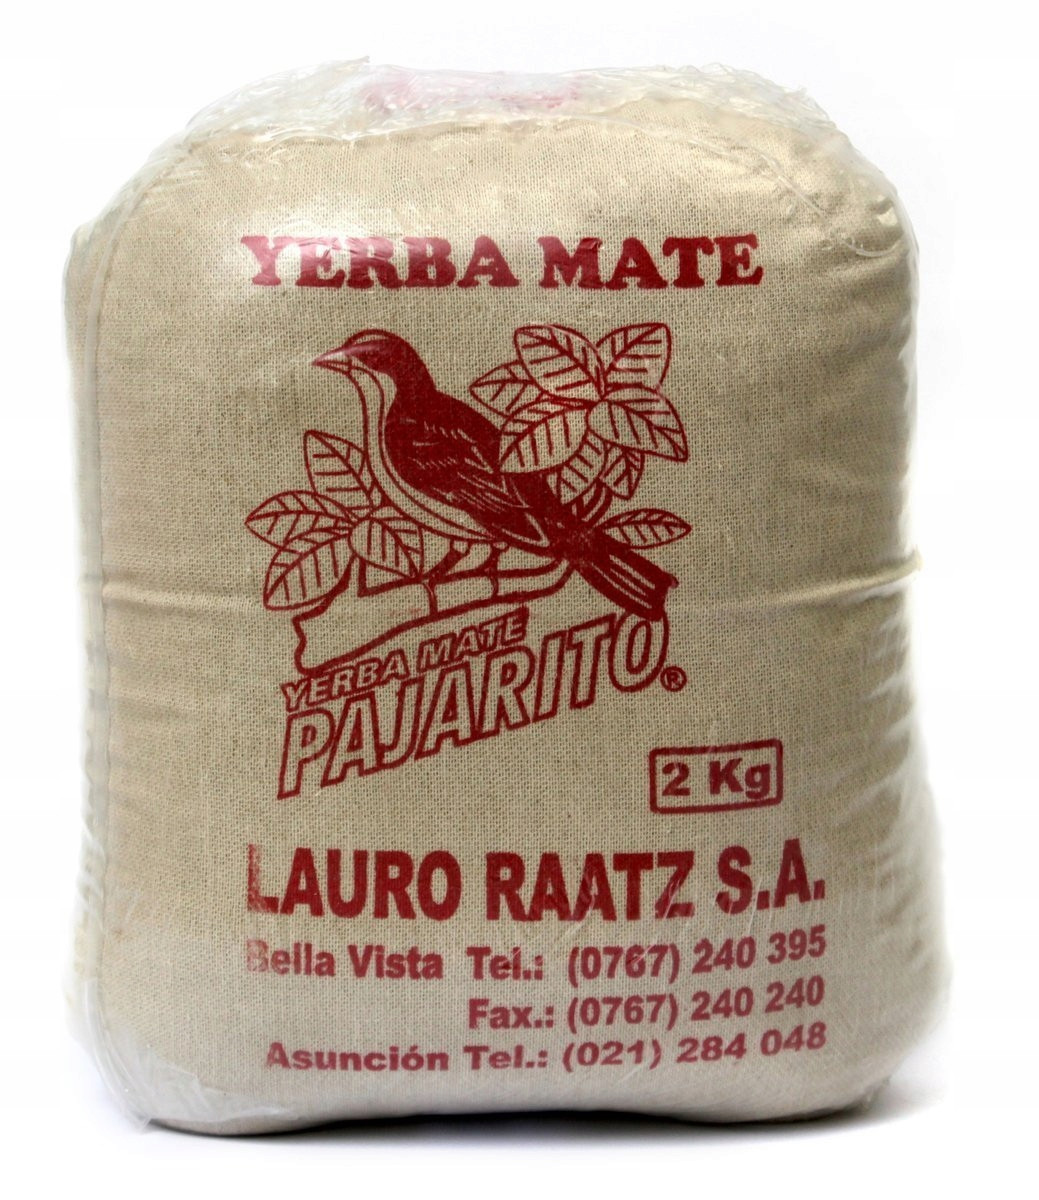 YERBA MATE
YERBA MATE
PAJARITO®
2 Kg
LAURO RAATZ S.A.
Bella Vista Tel.: (0767) 240 395
Fax.: (0767) 240 240
Asunción Tel.: (021) 284 048